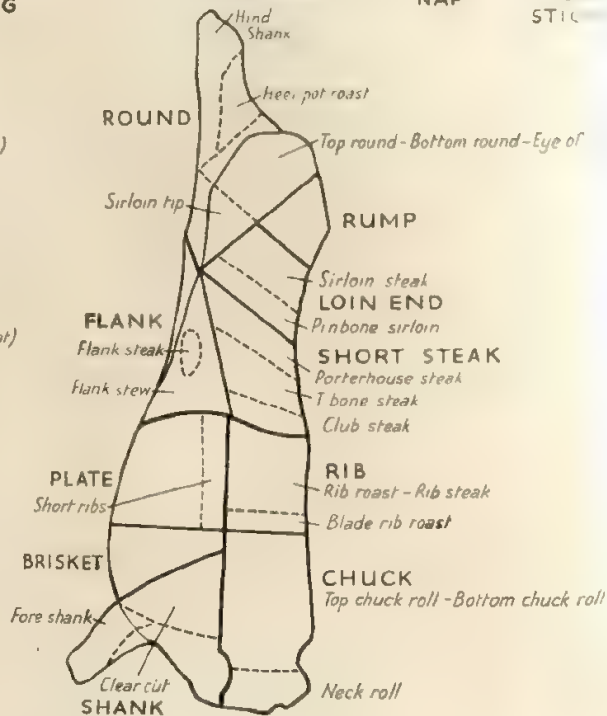 G
NAP
STIC
Hind
Shank
Heel pot roast
ROUND
)
Top round-Bottom round-Eye of
Sirloin tip
RUMP
Sirloin steak
LOIN END
Pinbone sirloin
FLANK
at)
Flank steak
SHORT STEAK
Porterhouse steak
Flank stew
T bone steak
Club steak
PLATE
RIB
Rib roast-Rib steak
Short ribs
Blade rib roast
BRISKET
CHUCK
Top chuck roll-Bottom chuck roll
Fore shank
Clear cut
Neck roll
SHANK